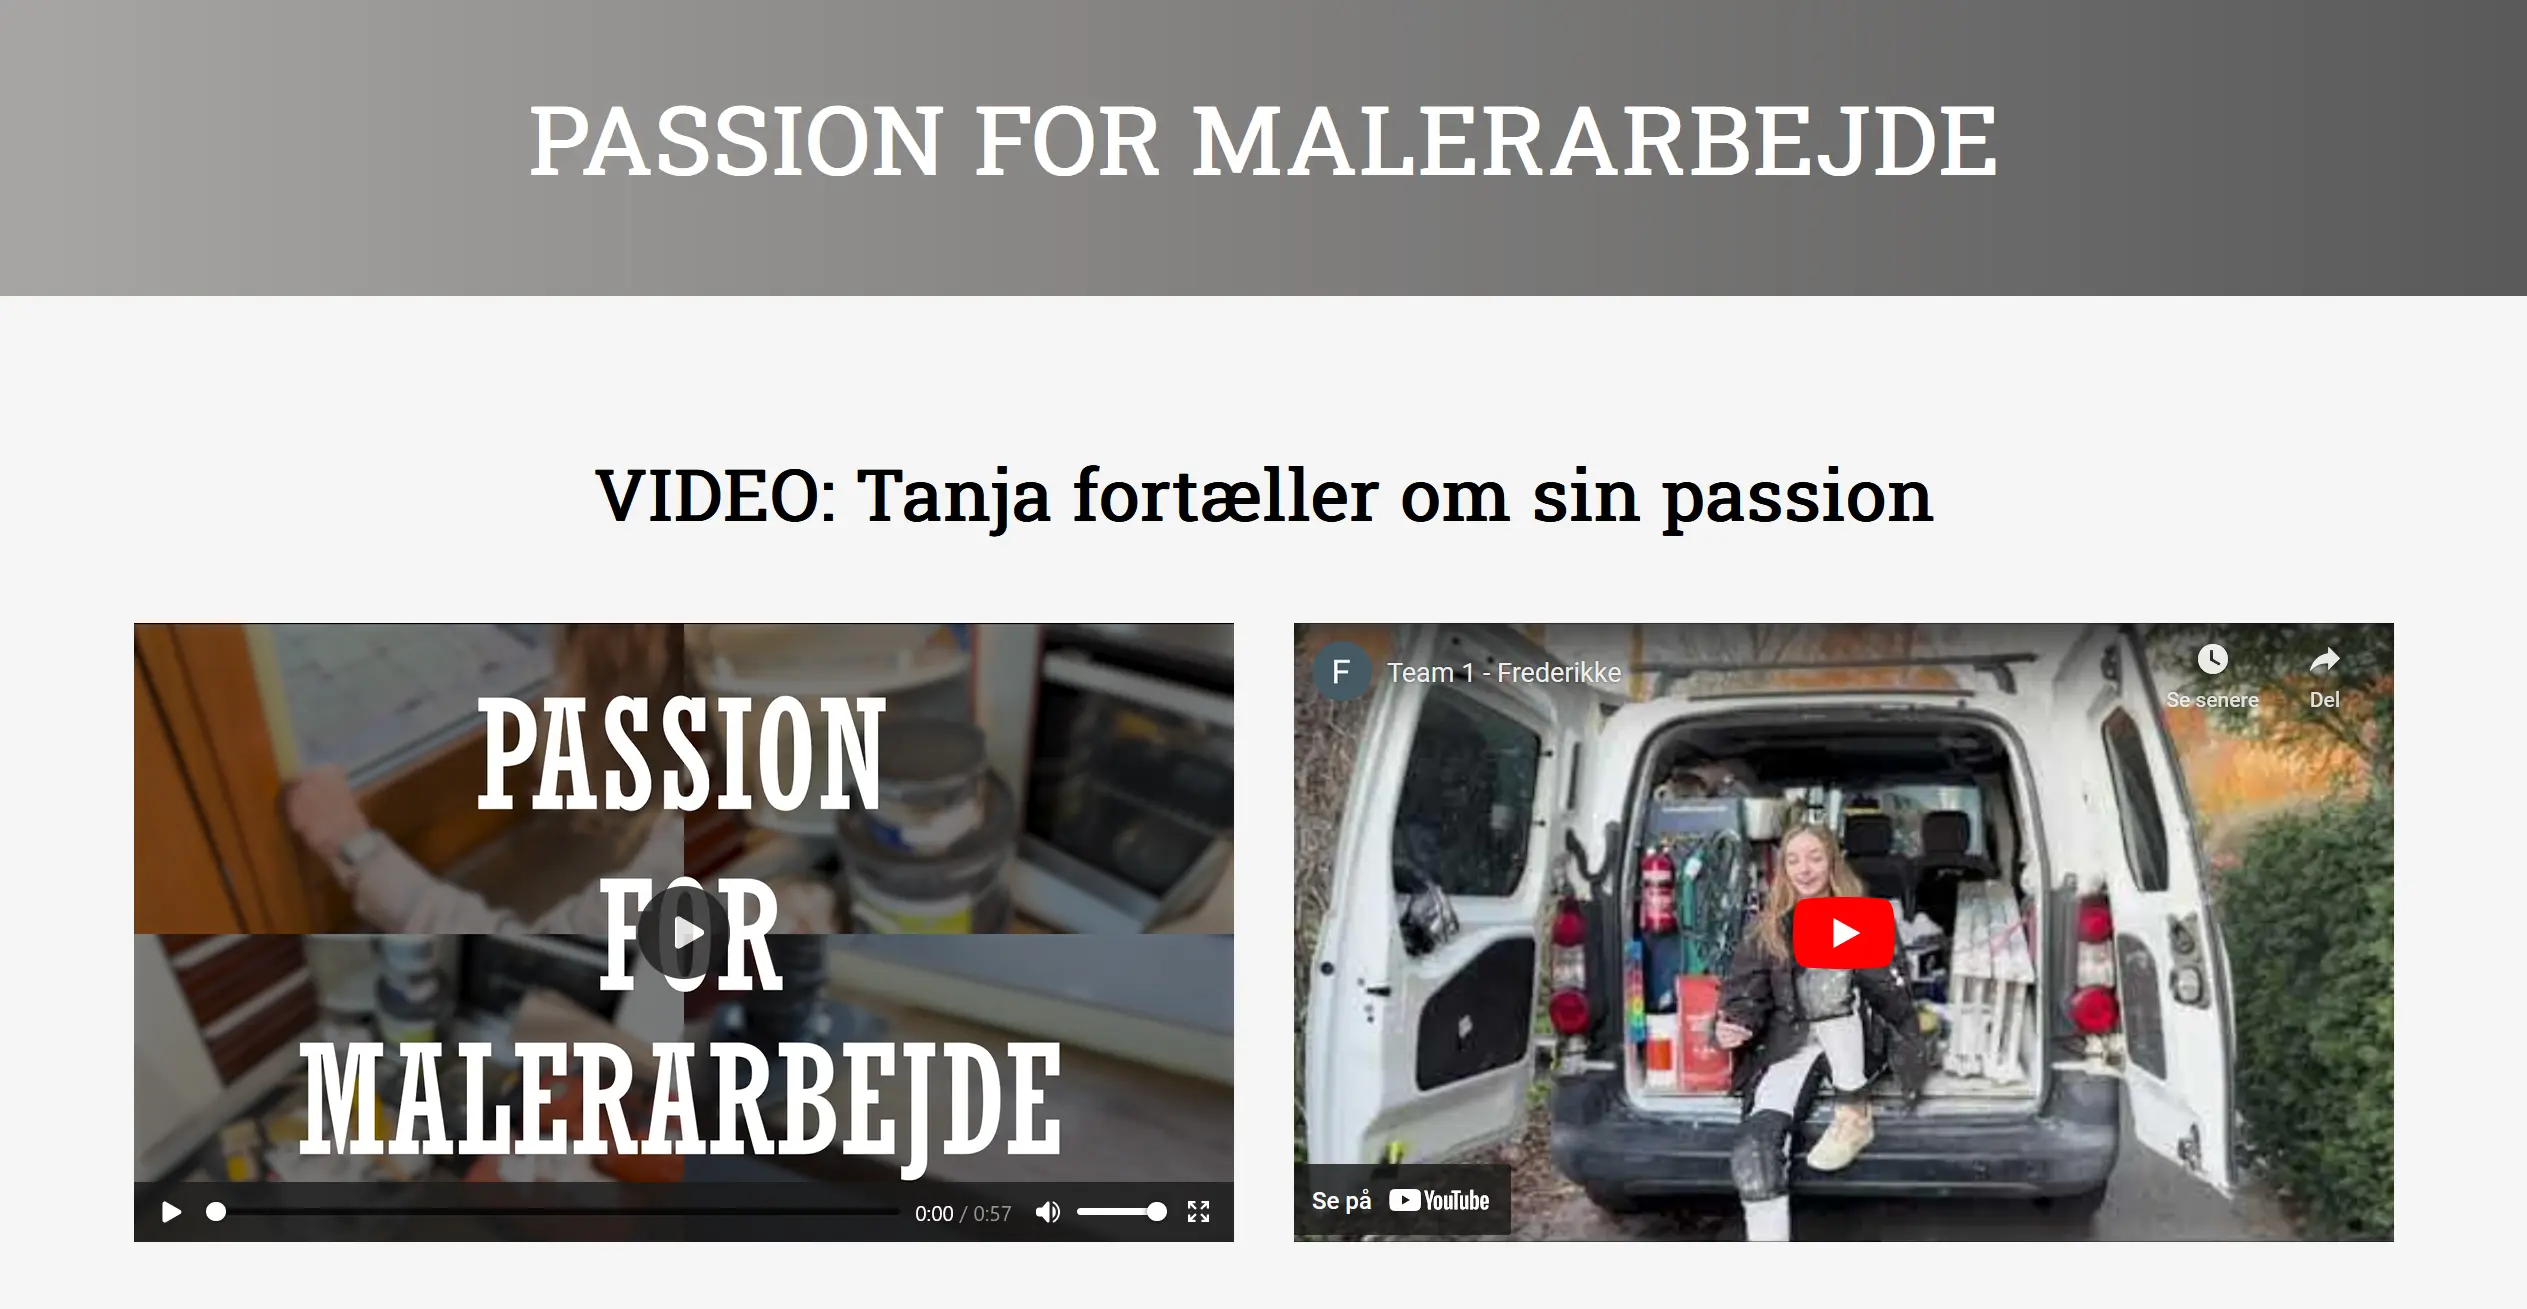 PASSION FOR MALERARBEJDE
VIDEO: Tanja fortæller om sin passion
PASSION
FOR
MALERARBEJDE
0:00 / 0:57
F
Team 1 - Frederikke
Se senere
Del
Se på YouTube